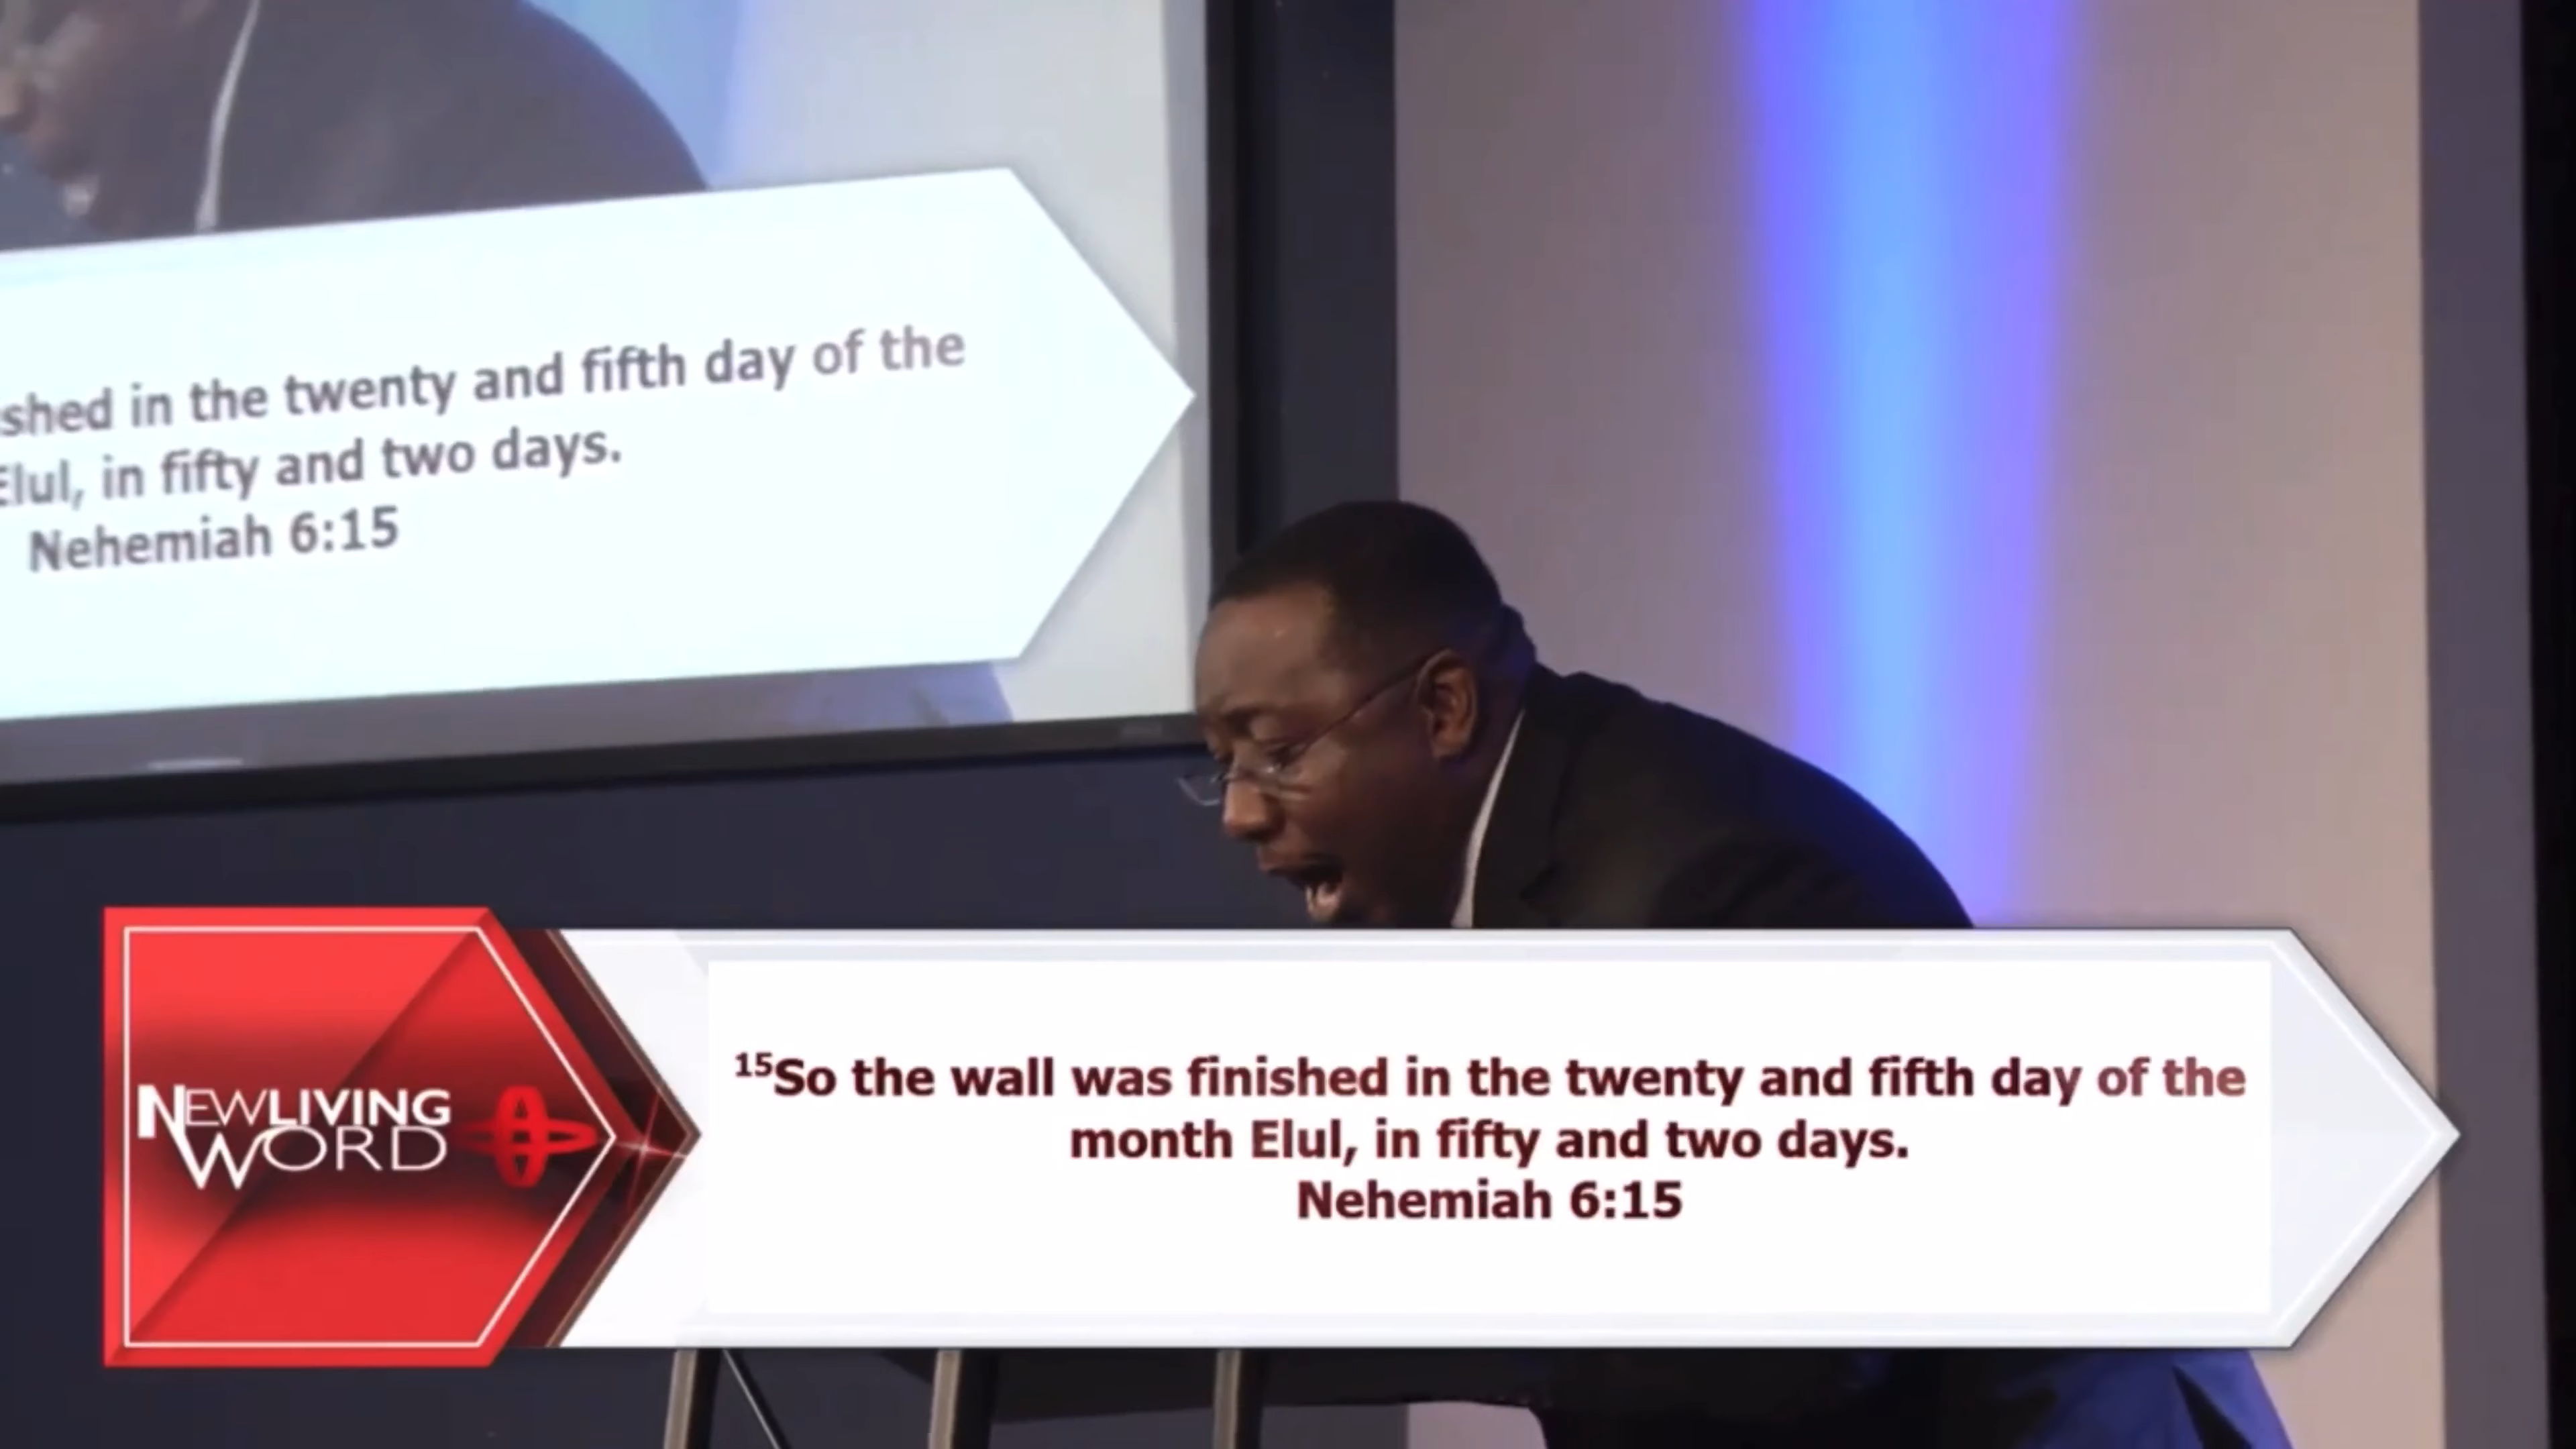 shed in the twenty and fifth day of the
Elul, in fifty and two days.
Nehemiah 6:15
NEWLIVING
WORD
15So the wall was finished in the twenty and fifth day of the
month Elul, in fifty and two days.
Nehemiah 6:15